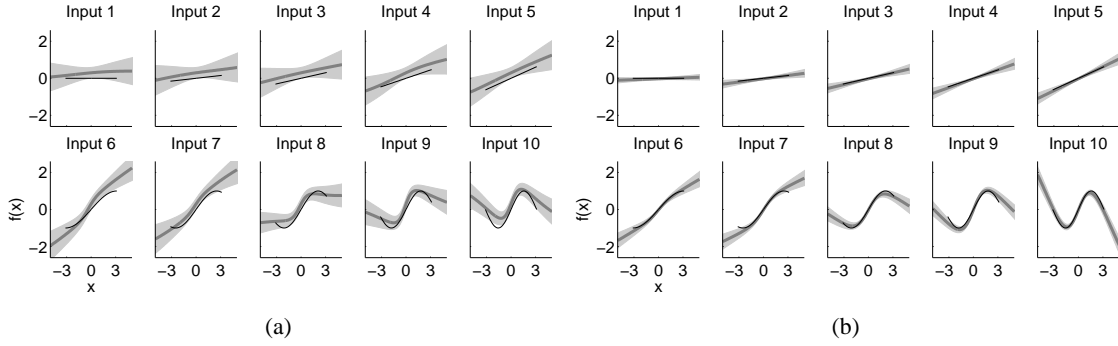 Input 1 Input 2 Input 3 Input 4 Input 5 Input 1 Input 2 Input 3 Input 4 Input 5
2 2
0 0
−2 −2
Input 6 Input 7 Input 8 Input 9 Input 10 Input 6 Input 7 Input 8 Input 9 Input 10
2 2
f(x) 0 f(x) 0
−2 −2
−3 0 3 −3 0 3 −3 0 3 −3 0 3 −3 0 3 −3 0 3 −3 0 3 −3 0 3 −3 0 3 −3 0 3
x x
(a) (b)